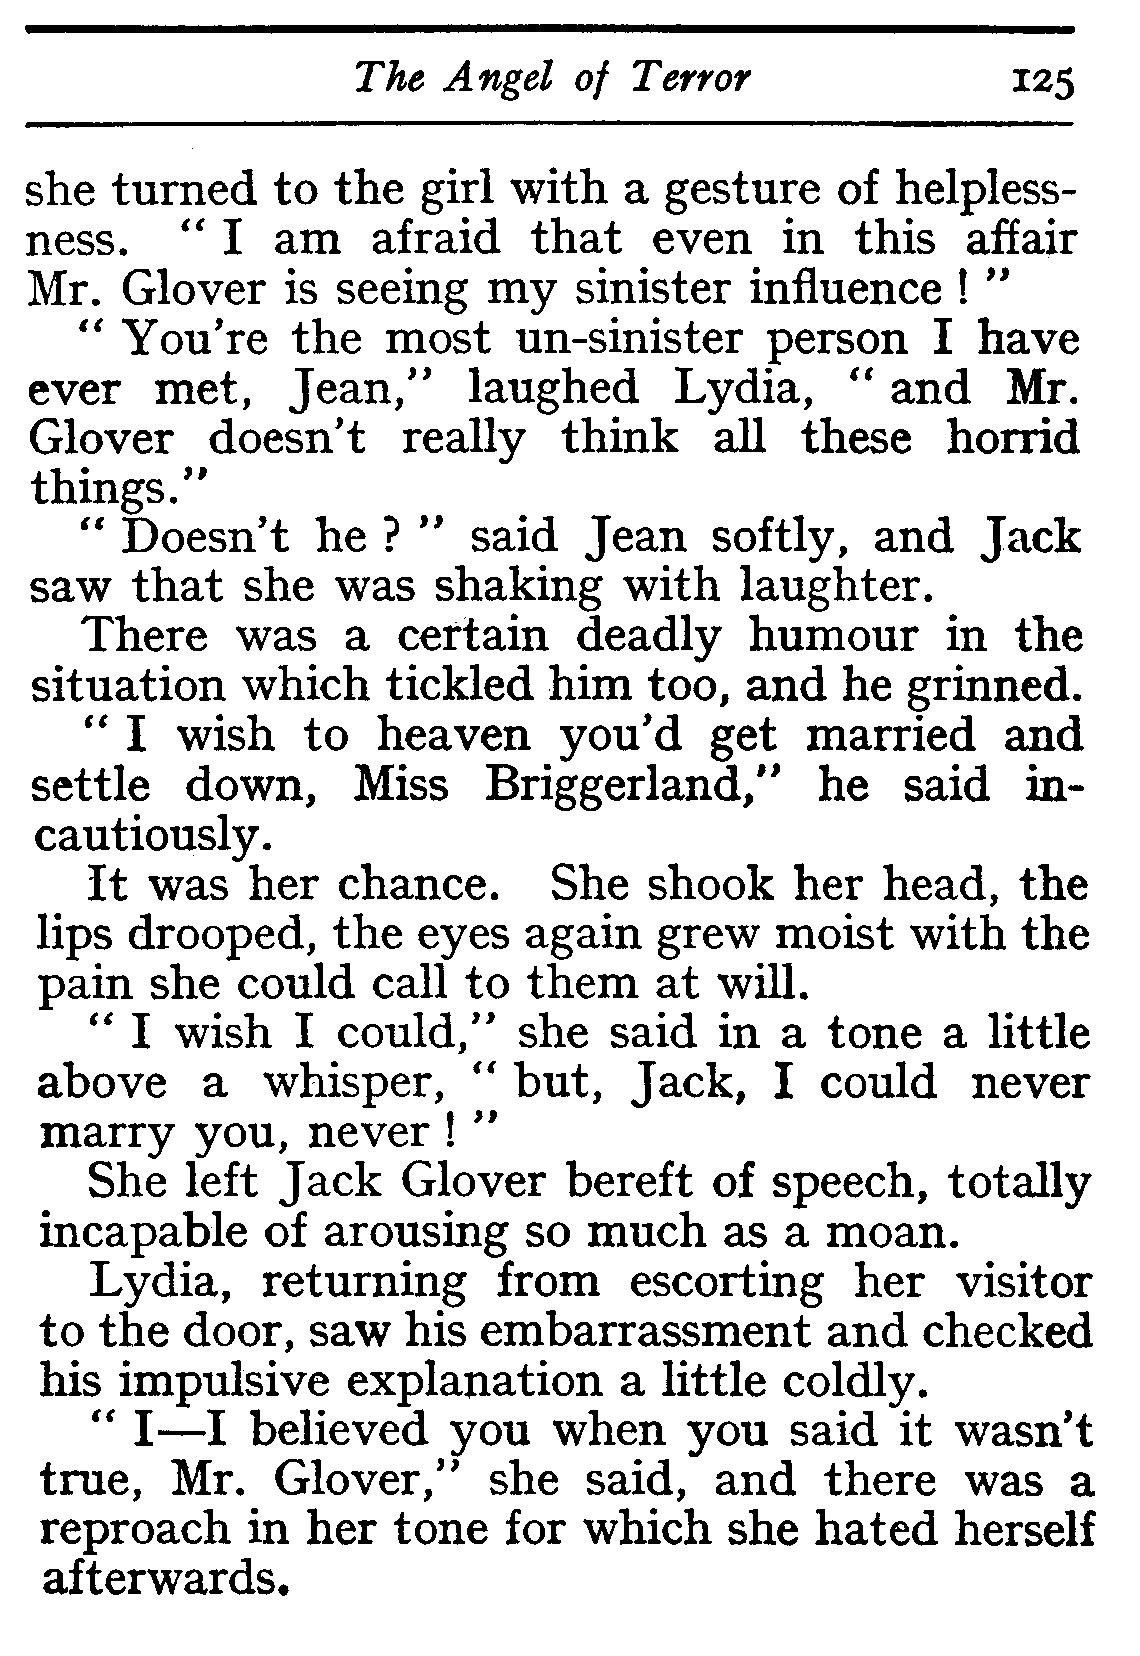 The Angel of Terror 125
she turned to the girl with a gesture of helpless-
ness. “ I am afraid that even in this affair
Mr. Glover is seeing my sinister influence ! ”
“ You're the most un-sinister person I have
ever met, Jean,” laughed Lydia, “ and Mr.
Glover doesn't really think all these horrid
things.”
“ Doesn't he ? ” said Jean softly, and Jack
saw that she was shaking with laughter.
There was a certain deadly humour in the
situation which tickled him too, and he grinned.
“ I wish to heaven you'd get married and
settle down, Miss Briggerland,” he said in-
cautiously.
It was her chance. She shook her head, the
lips drooped, the eyes again grew moist with the
pain she could call to them at will.
“ I wish I could,” she said in a tone a little
above a whisper, “ but, Jack, I could never
marry you, never ! ”
She left Jack Glover bereft of speech, totally
incapable of arousing so much as a moan.
Lydia, returning from escorting her visitor
to the door, saw his embarrassment and checked
his impulsive explanation a little coldly.
“ I—I believed you when you said it wasn't
true, Mr. Glover,” she said, and there was a
reproach in her tone for which she hated herself
afterwards.